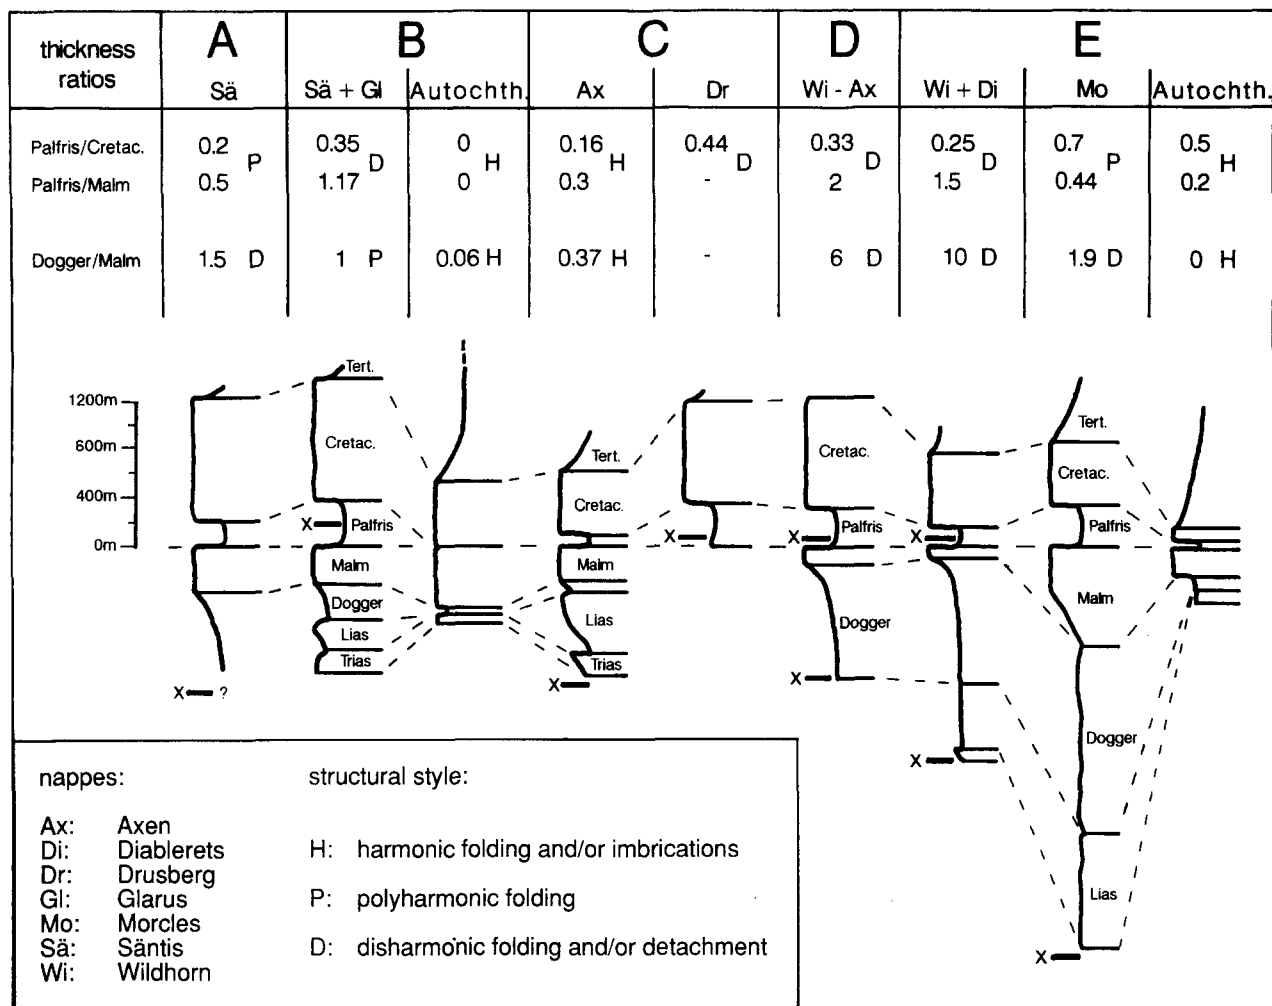 thickness ratios A B C D E
Sä Sä + Gl Autochth. Ax Dr Wi - Ax Wi + Di Mo Autochth.
Palfris/Cretac. 0.2 0.35 0 0.16 0.44 0.33 0.25 0.7 0.5
P D H H D D D P H
Palfris/Malm 0.5 1.17 0 0.3 - 2 1.5 0.44 0.2
Dogger/Malm 1.5 D 1 P 0.06 H 0.37 H - 6 D 10 D 1.9 D 0 H
1200m
600m
400m
0m
X ?
Tert.
Cretac.
X Palfris
Malm
Dogger
Lias
Trias
Tert.
Cretac.
Malm
Lias
Trias
X
X
Cretac.
X Palfris
Dogger
X
X
X
Tert.
Cretac.
Palfris
Malm
Dogger
Lias
X
nappes:
Ax: Axen
Di: Diablerets
Dr: Drusberg
Gl: Glarus
Mo: Morcles
Sä: Säntis
Wi: Wildhorn
structural style:
H: harmonic folding and/or imbrications
P: polyharmonic folding
D: disharmonic folding and/or detachment